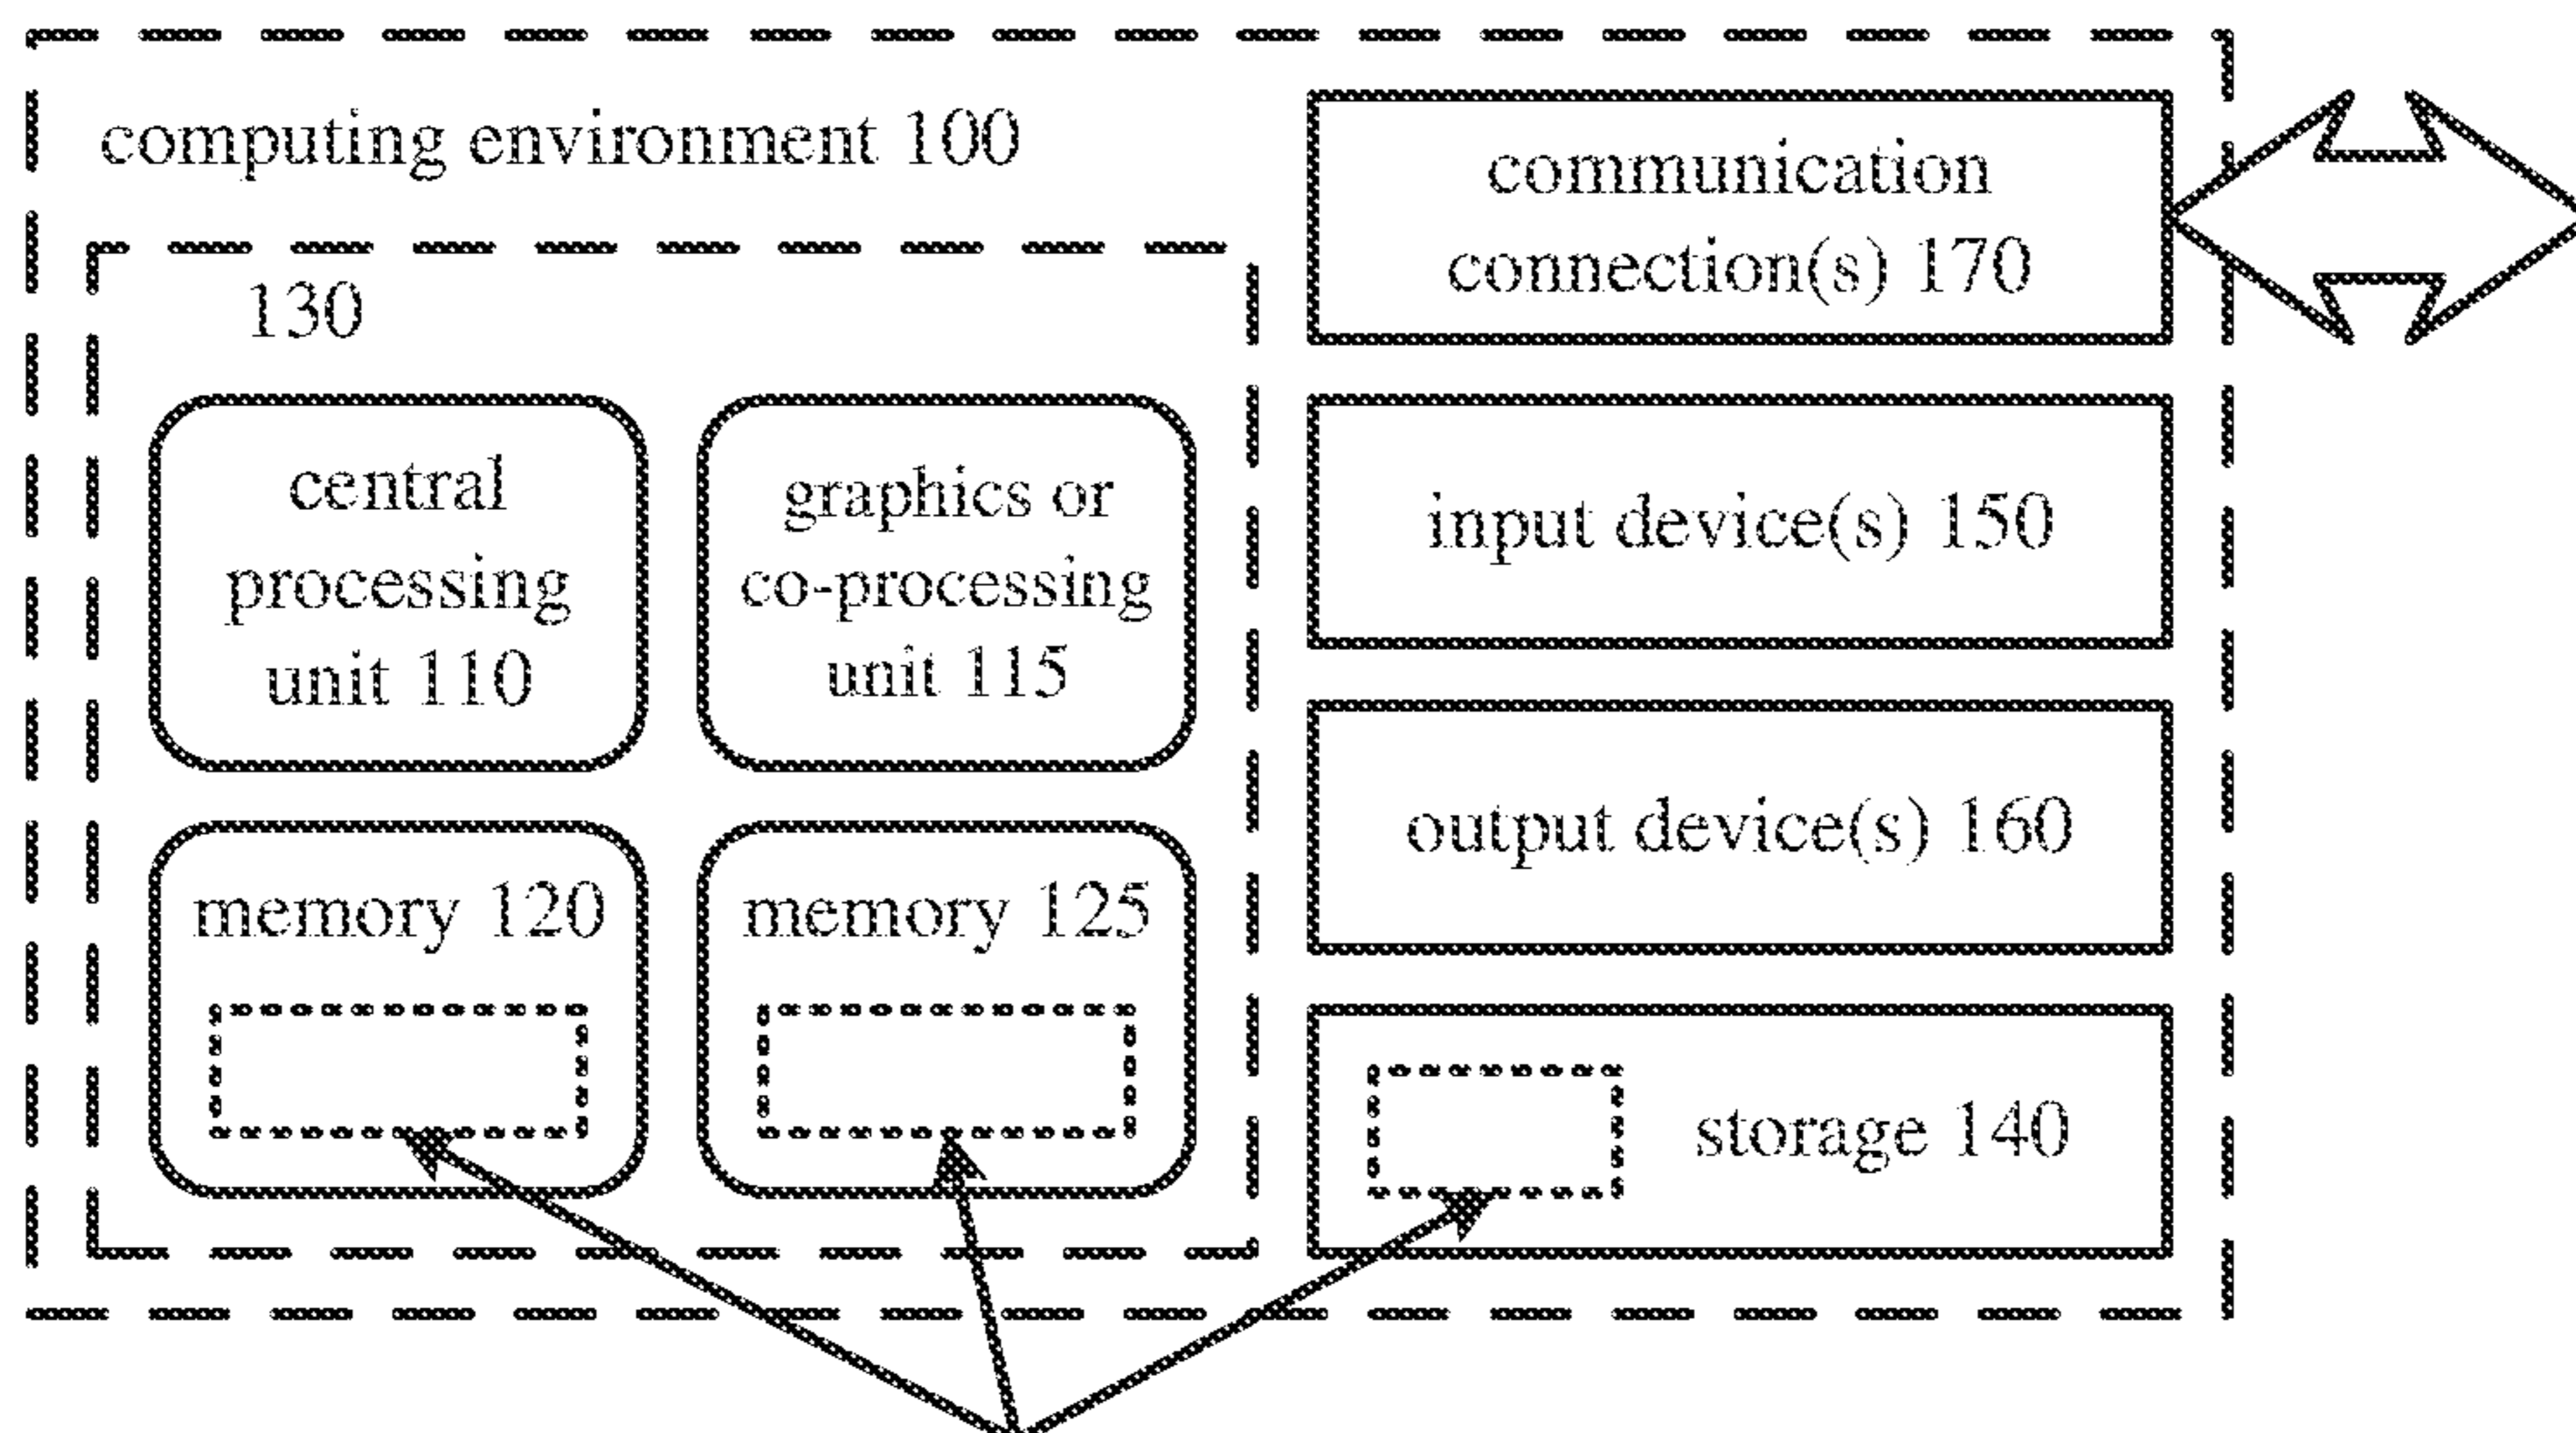 computing environment 100
130
central
processing
unit 110
graphics or
co-processing
unit 115
memory 120
memory 125
communication
connection(s) 170
input device(s) 150
output device(s) 160
storage 140